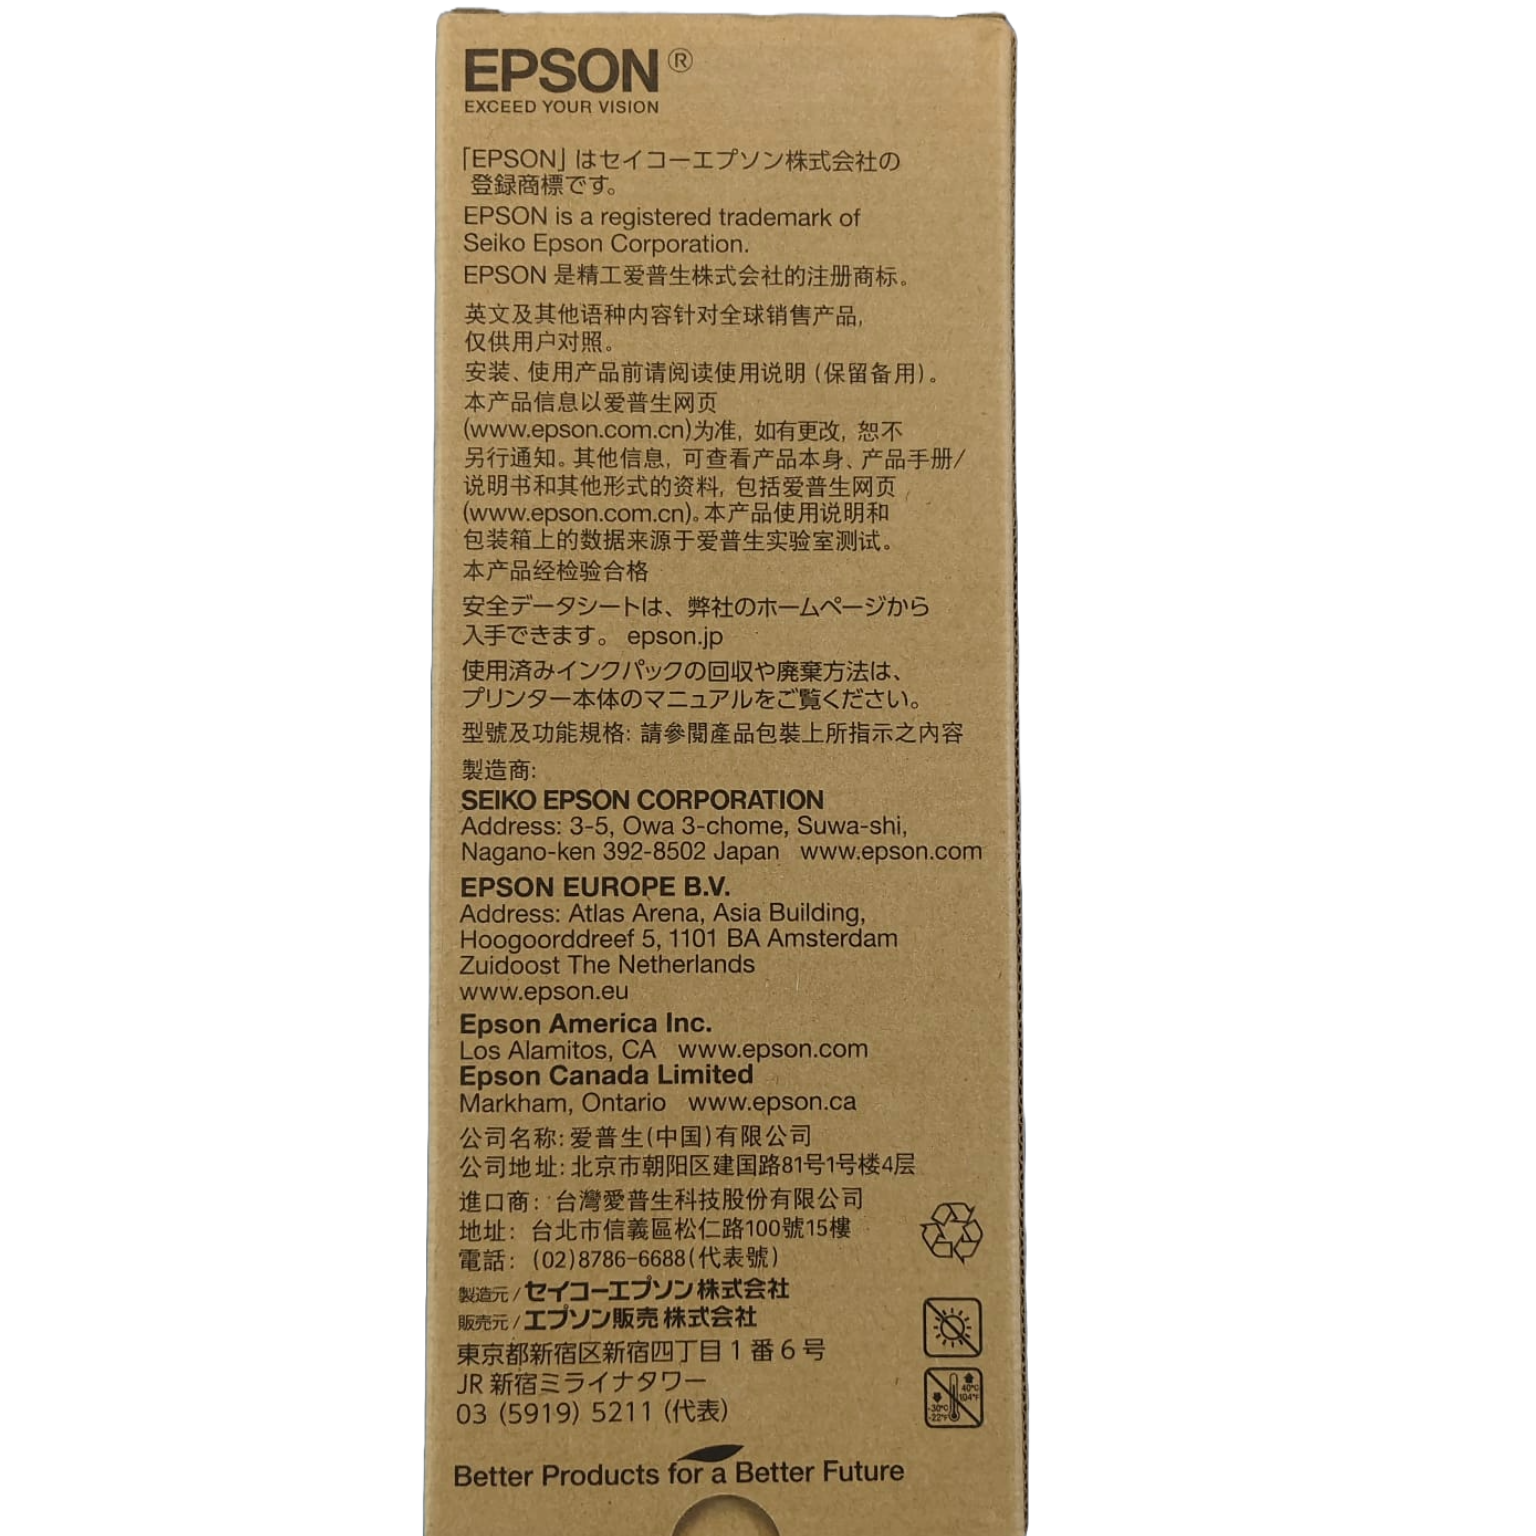 EPSON®
EXCEED YOUR VISION
「EPSON」はセイコーエプソン株式会社の
登録商標です。
EPSON is a registered trademark of
Seiko Epson Corporation.
EPSON 是精工爱普生株式会社的注册商标。
英文及其他语种内容针对全球销售产品,
仅供用户对照。
安装、使用产品前请阅读使用说明 (保留备用)。
本产品信息以爱普生网页
(www.epson.com.cn)为准, 如有更改, 恕不
另行通知。其他信息, 可查看产品本身、产品手册/
说明书和其他形式的资料, 包括爱普生网页
(www.epson.com.cn)。本产品使用说明和
包装箱上的数据来源于爱普生实验室测试。
本产品经检验合格
安全データシートは、弊社のホームページから
入手できます。 epson.jp
使用済みインクパックの回収や廃棄方法は、
プリンター本体のマニュアルをご覧ください。
型號及功能規格: 請參閱產品包裝上所指示之內容
製造商:
SEIKO EPSON CORPORATION
Address: 3-5, Owa 3-chome, Suwa-shi,
Nagano-ken 392-8502 Japan www.epson.com
EPSON EUROPE B.V.
Address: Atlas Arena, Asia Building,
Hoogoorddreef 5, 1101 BA Amsterdam
Zuidoost The Netherlands
www.epson.eu
Epson America Inc.
Los Alamitos, CA www.epson.com
Epson Canada Limited
Markham, Ontario www.epson.ca
公司名称: 爱普生(中国)有限公司
公司地址: 北京市朝阳区建国路81号1号楼4层
進口商: 台灣愛普生科技股份有限公司
地址: 台北市信義區松仁路100號15樓
電話: (02)8786-6688(代表號)
製造元 / セイコーエプソン株式会社
販売元 / エプソン販売株式会社
東京都新宿区新宿四丁目 1 番 6 号
JR 新宿ミライナタワー
03 (5919) 5211 (代表)
40°C
104°F
-30°C
-22°F
Better Products for a Better Future